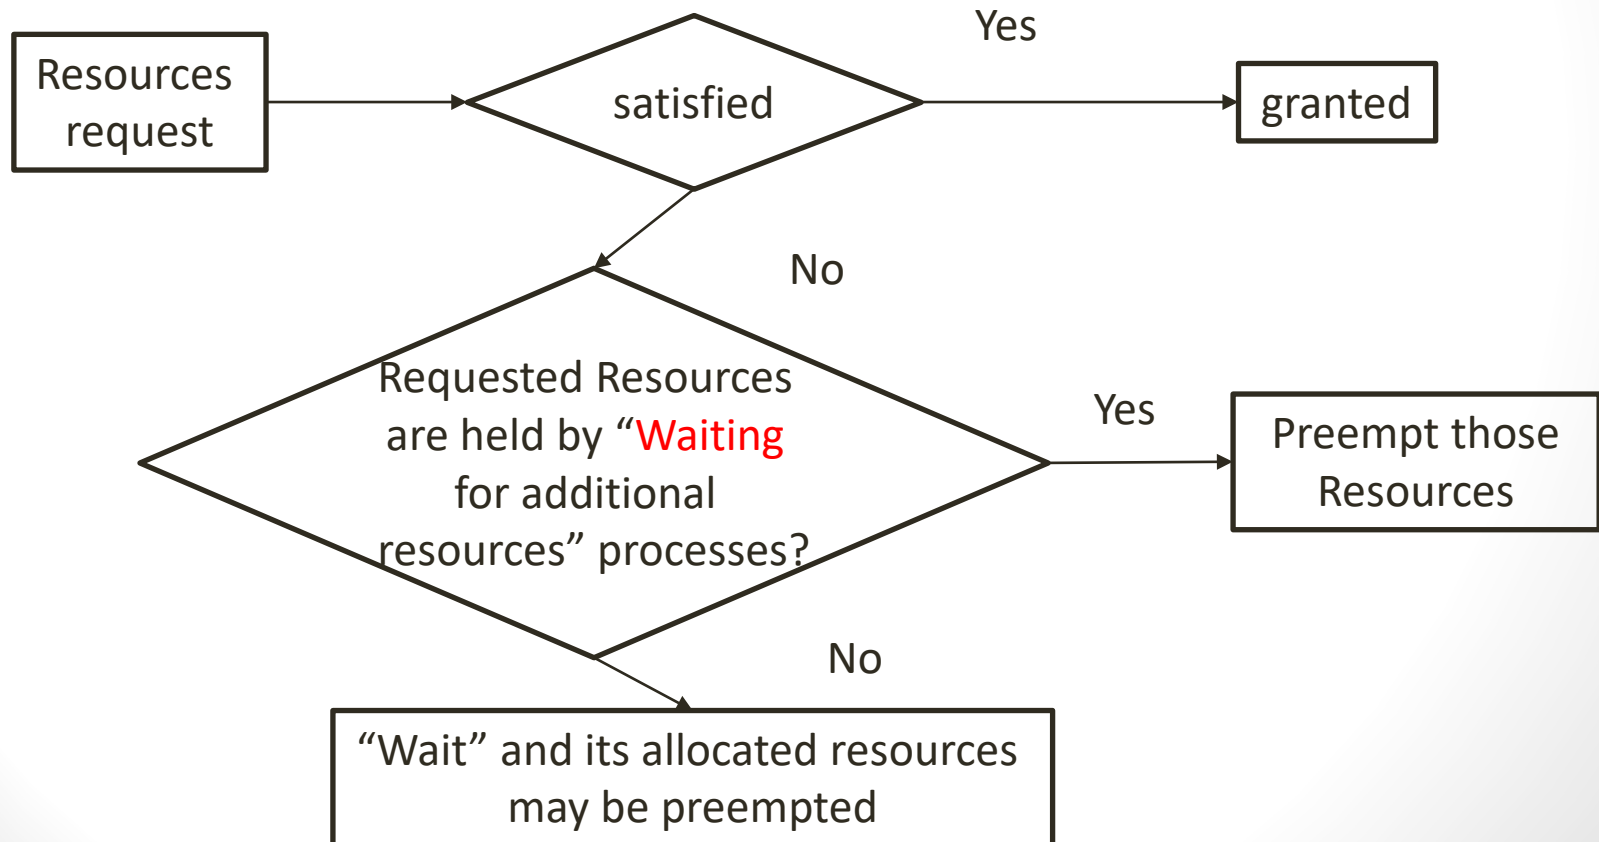 Resources
request
satisfied
Yes
granted
No
Requested Resources
are held by “Waiting
for additional
resources” processes?
Yes
Preempt those
Resources
No
“Wait” and its allocated resources
may be preempted